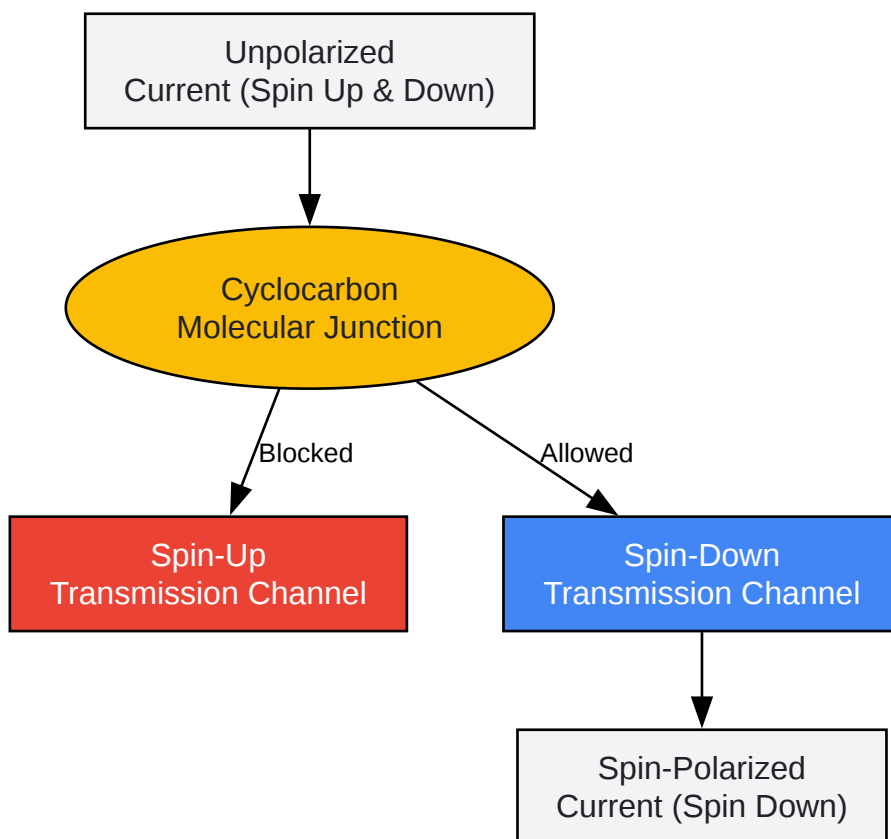 Unpolarized
Current (Spin Up & Down)
Cyclocarbon
Molecular Junction
Blocked
Allowed
Spin-Up
Transmission Channel
Spin-Down
Transmission Channel
Spin-Polarized
Current (Spin Down)